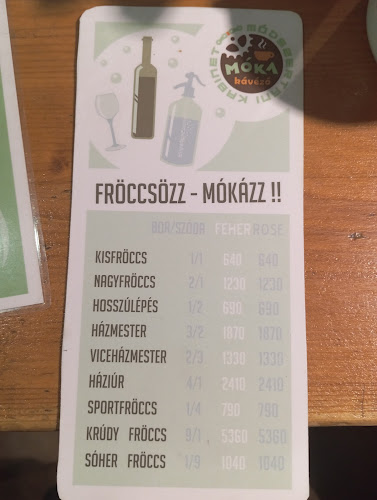 MÓDSZERTANI KABINET
MÓKA
kávézó
FRÖCCSÖZZ - MÓKÁZZ !!
BOR/SZÓDA FEHÉR ROSÉ
KISFRÖCCS 1/1 640 640
NAGYFRÖCCS 2/1 1230 1230
HOSSZÚLÉPÉS 1/2 690 690
HÁZMESTER 3/2 1870 1870
VICEHÁZMESTER 2/3 1330 1330
HÁZIÚR 4/1 2410 2410
SPORTFRÖCCS 1/4 790 790
KRÚDY FRÖCCS 9/1 5360 5360
SÓHER FRÖCCS 1/9 1040 1040